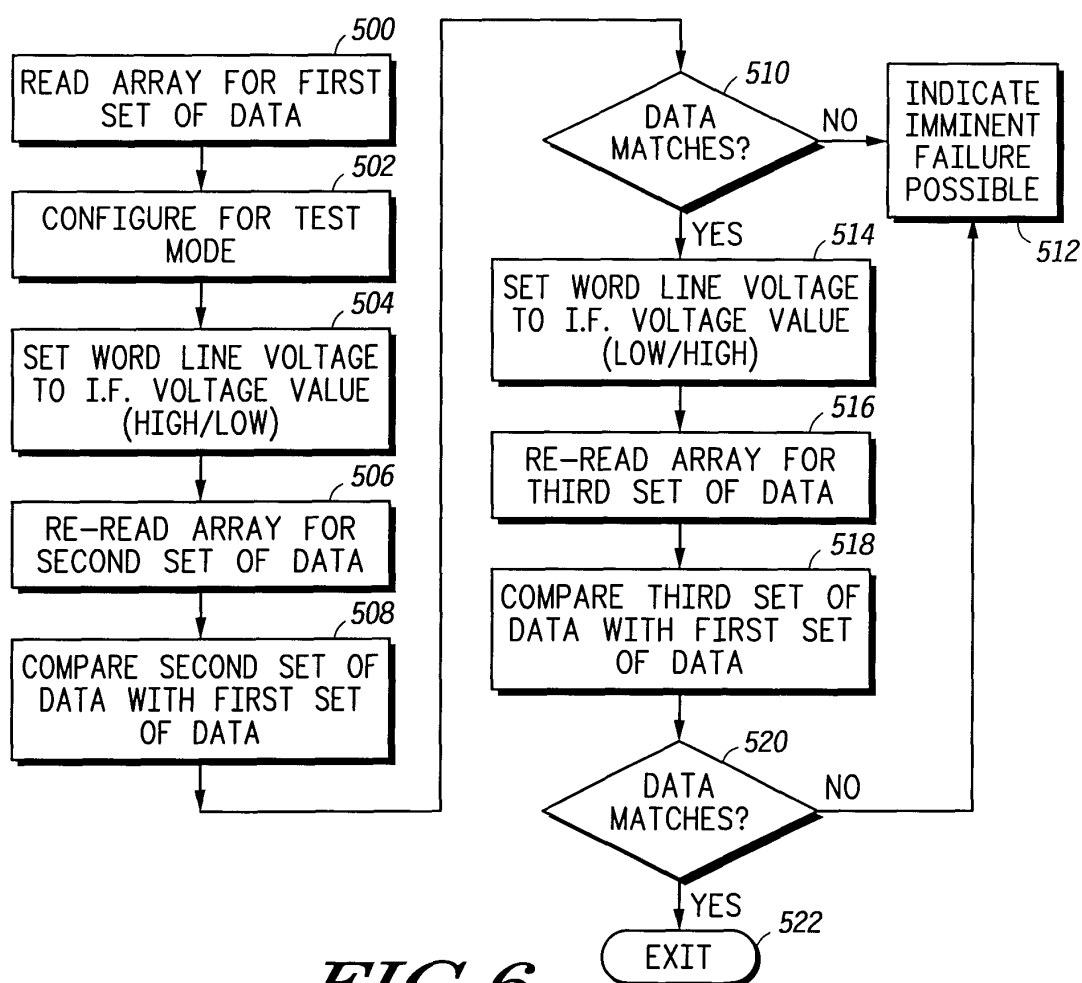 500
READ ARRAY FOR FIRST
SET OF DATA
502
CONFIGURE FOR TEST
MODE
504
SET WORD LINE VOLTAGE
TO I.F. VOLTAGE VALUE
(HIGH/LOW)
506
RE-READ ARRAY FOR
SECOND SET OF DATA
508
COMPARE SECOND SET OF
DATA WITH FIRST SET
OF DATA
510
DATA
MATCHES?
NO
INDICATE
IMMINENT
FAILURE
POSSIBLE
512
YES
514
SET WORD LINE VOLTAGE
TO I.F. VOLTAGE VALUE
(LOW/HIGH)
516
RE-READ ARRAY FOR
THIRD SET OF DATA
518
COMPARE THIRD SET OF
DATA WITH FIRST SET
OF DATA
520
DATA
MATCHES?
NO
YES
522
EXIT
FIG.6